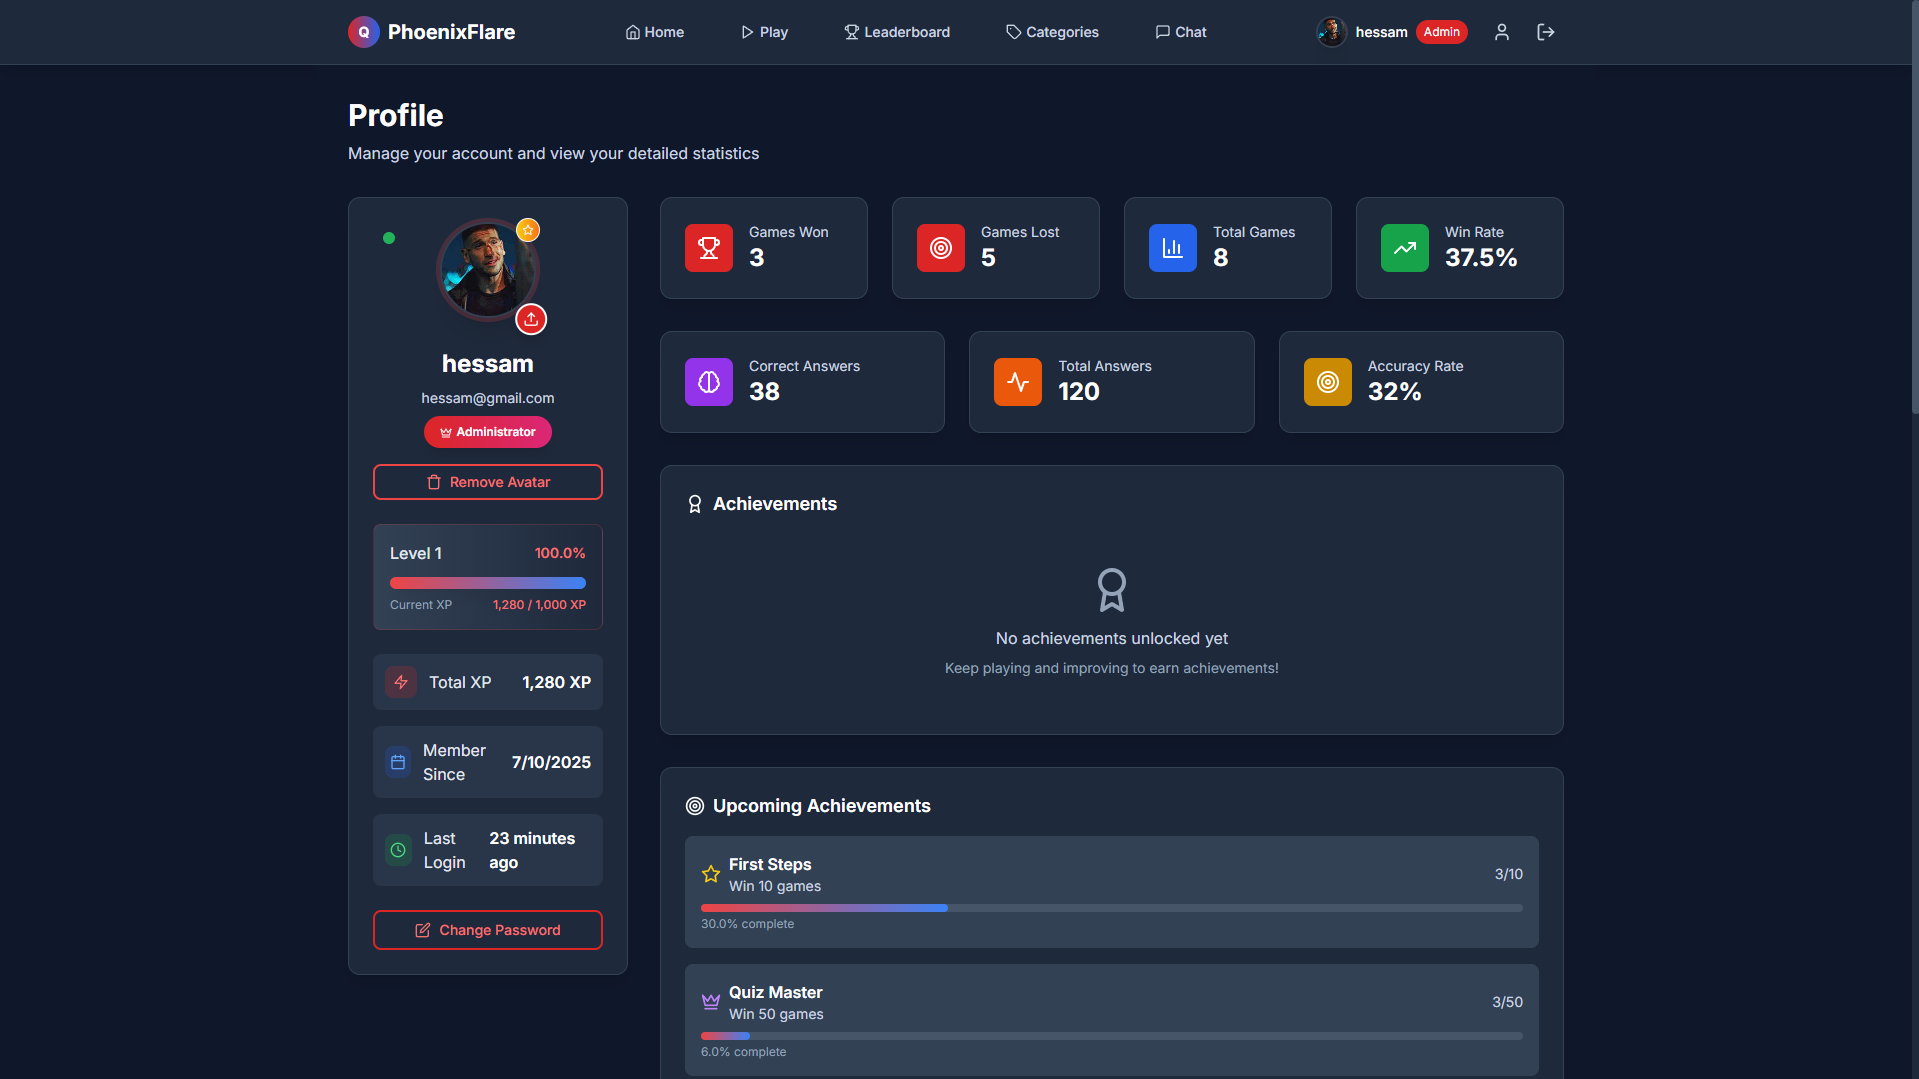 Q PhoenixFlare
Home
Play
Leaderboard
Categories
Chat
hessam
Admin
Profile
Manage your account and view your detailed statistics
hessam
hessam@gmail.com
Administrator
Remove Avatar
Level 1
100.0%
Current XP
1,280 / 1,000 XP
Total XP
1,280 XP
Member
Since
7/10/2025
Last
Login
23 minutes
ago
Change Password
Games Won
3
Games Lost
5
Total Games
8
Win Rate
37.5%
Correct Answers
38
Total Answers
120
Accuracy Rate
32%
Achievements
No achievements unlocked yet
Keep playing and improving to earn achievements!
Upcoming Achievements
First Steps
Win 10 games
3/10
30.0% complete
Quiz Master
Win 50 games
3/50
6.0% complete